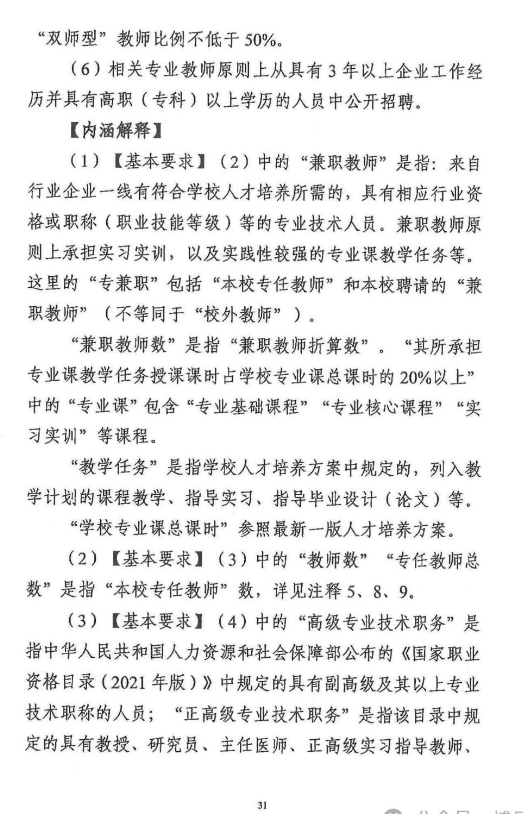 “双师型”教师比例不低于 50%。
（6）相关专业教师原则上从具有 3 年以上企业工作经
历并具有高职（专科）以上学历的人员中公开招聘。
【内涵解释】
（1）【基本要求】（2）中的“兼职教师”是指：来自
行业企业一线有符合学校人才培养所需的，具有相应行业资
格或职称（职业技能等级）等的专业技术人员。兼职教师原
则上承担实习实训，以及实践性较强的专业课教学任务等。
这里的“专兼职”包括“本校专任教师”和本校聘请的“兼
职教师”（不等同于“校外教师”）。
“兼职教师数”是指“兼职教师折算数”。“其所承担
专业课教学任务授课课时占学校专业课总课时的 20%以上”
中的“专业课”包含“专业基础课程”“专业核心课程”“实
习实训”等课程。
“教学任务”是指学校人才培养方案中规定的，列入教
学计划的课程教学、指导实习、指导毕业设计（论文）等。
“学校专业课总课时”参照最新一版人才培养方案。
（2）【基本要求】（3）中的“教师数”“专任教师总
数”是指“本校专任教师”数，详见注释 5、8、9。
（3）【基本要求】（4）中的“高级专业技术职务”是
指中华人民共和国人力资源和社会保障部公布的《国家职业
资格目录（2021 年版）》中规定的具有副高级及其以上专业
技术职称的人员；“正高级专业技术职务”是指该目录中规
定的具有教授、研究员、主任医师、正高级实习指导教师、
31